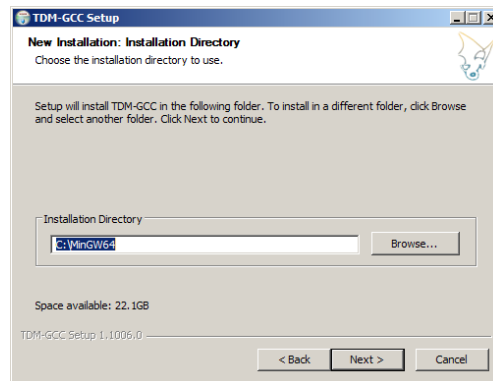 TDM-GCC Setup
New Installation: Installation Directory
Choose the installation directory to use.
Setup will install TDM-GCC in the following folder. To install in a different folder, click Browse
and select another folder. Click Next to continue.
Installation Directory
C:\MinGW64
Browse...
Space available: 22.1GB
TDM-GCC Setup 1.1006.0
< Back
Next >
Cancel